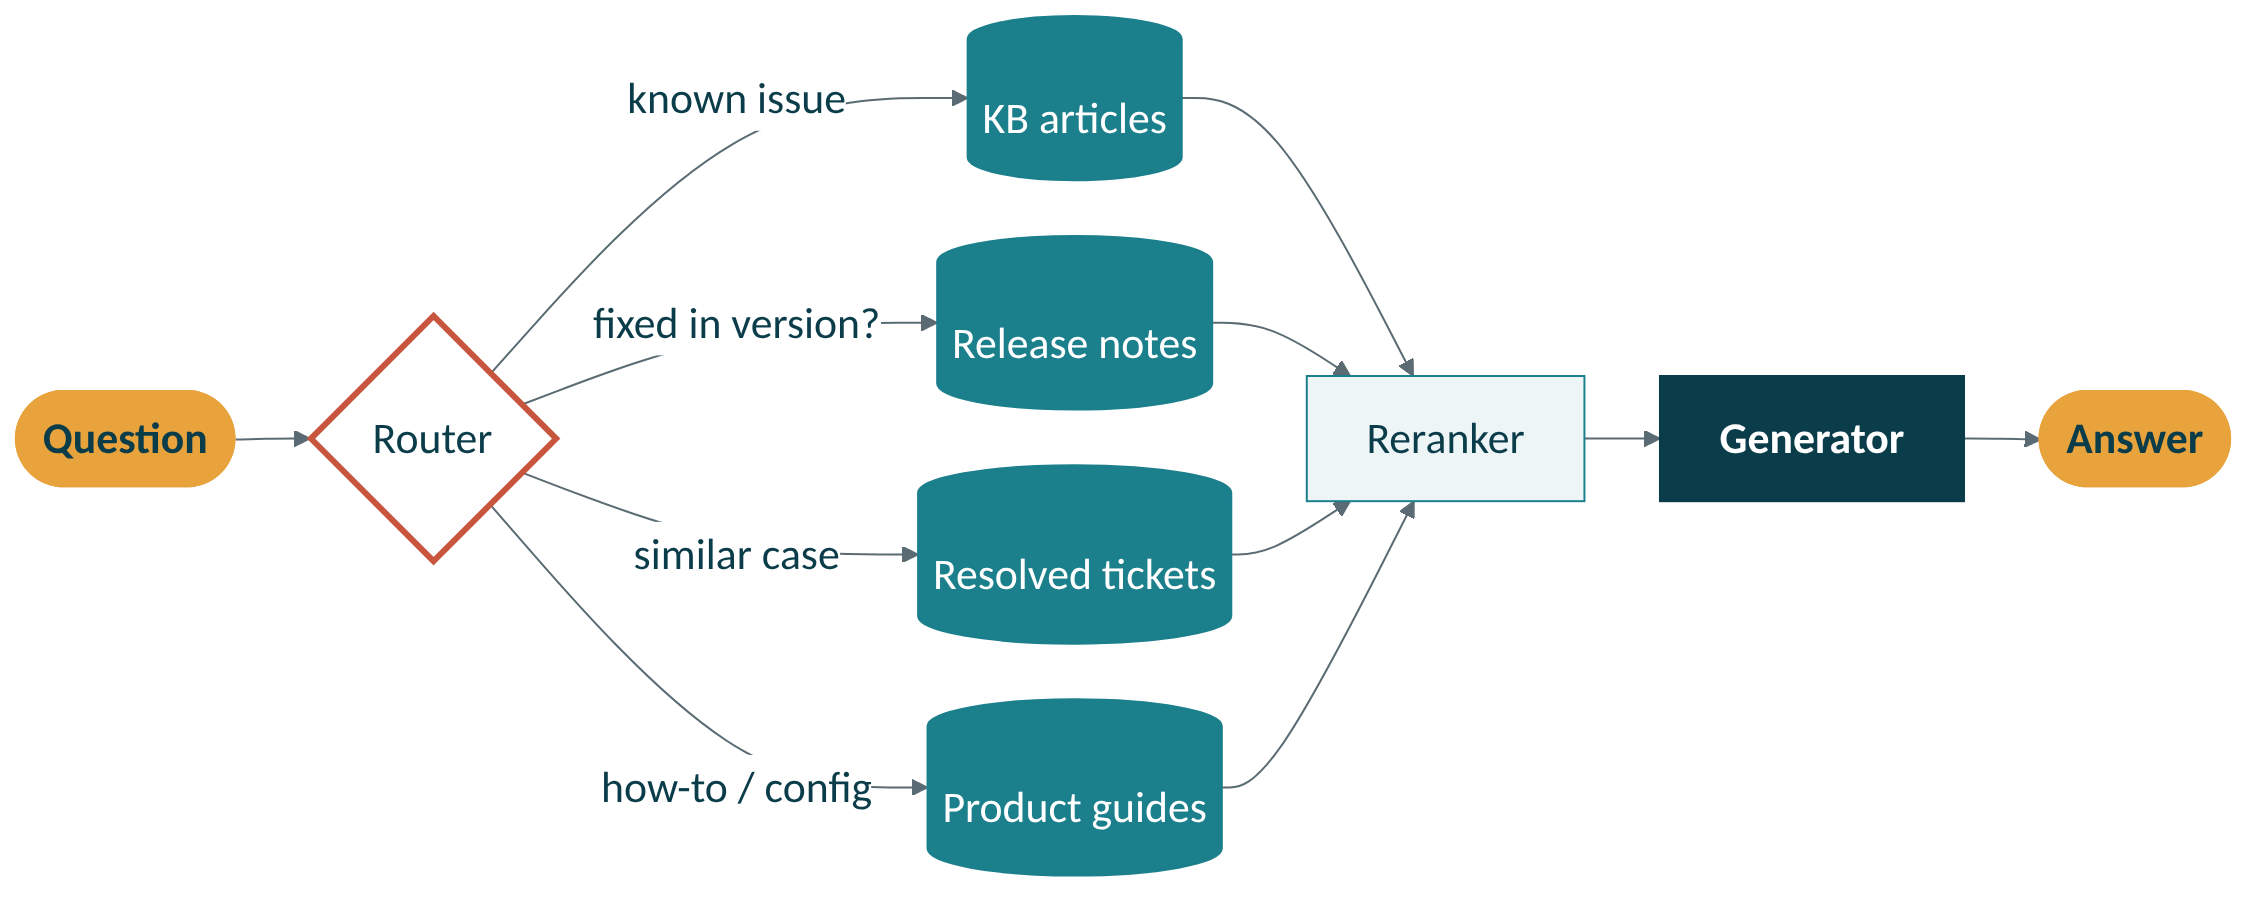 Question
Router
known issue
fixed in version?
similar case
how-to / config
KB articles
Release notes
Resolved tickets
Product guides
Reranker
Generator
Answer